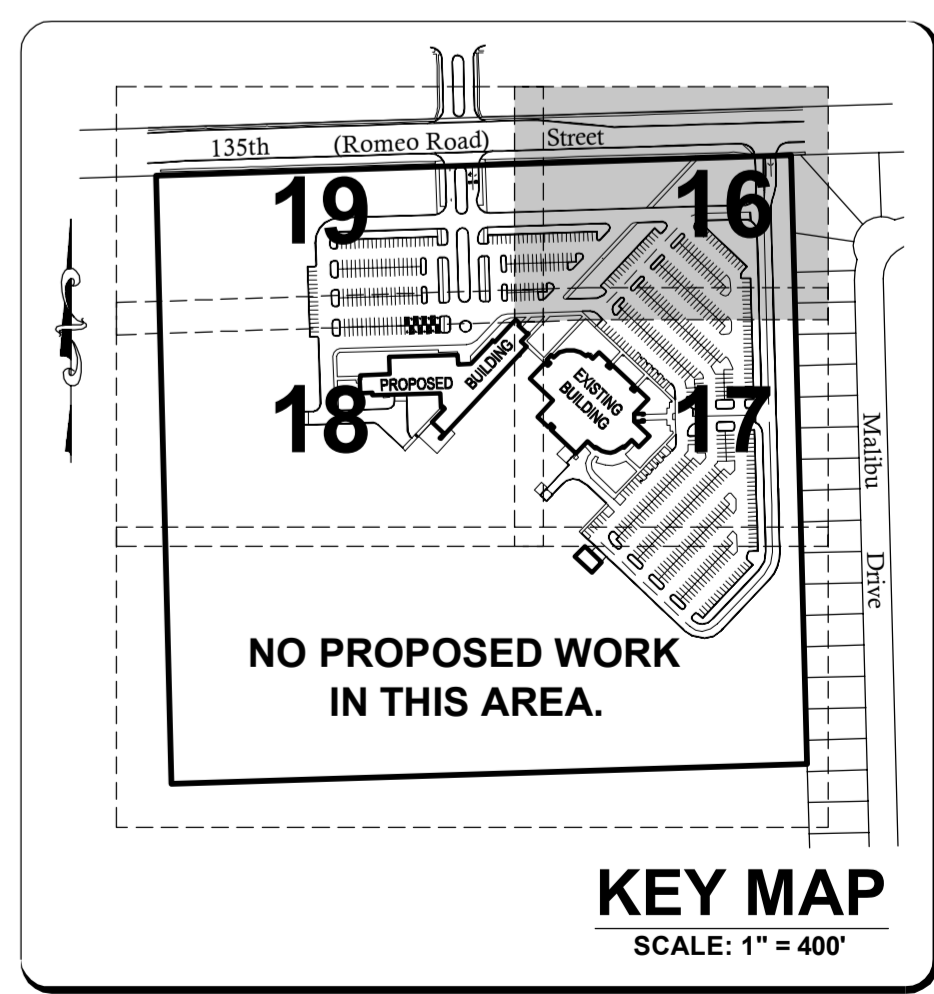 135th (Romeo Road) Street
19
16
PROPOSED BUILDING
EXISTING
BUILDING
18
17
Malibu Drive
NO PROPOSED WORK
IN THIS AREA.
KEY MAP
SCALE: 1" = 400'